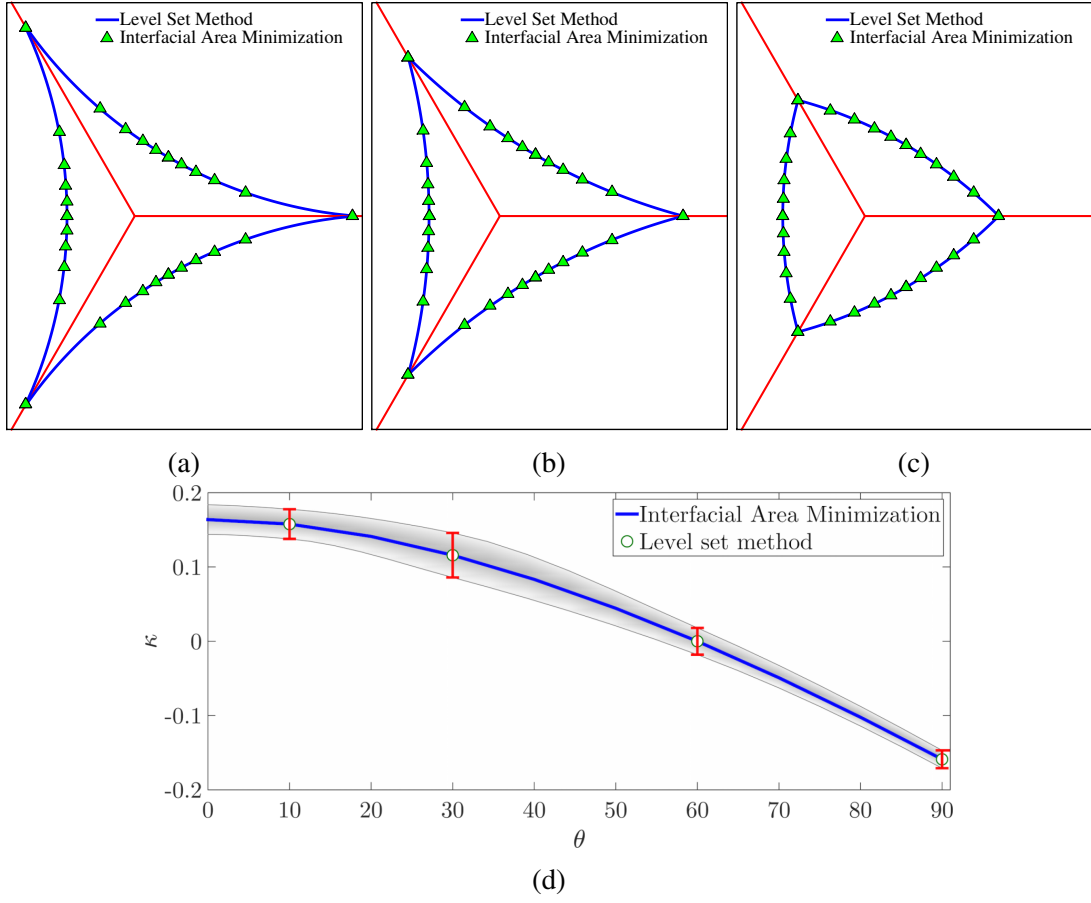 Level Set Method
Interfacial Area Minimization
Level Set Method
Interfacial Area Minimization
Level Set Method
Interfacial Area Minimization
(a)
(b)
(c)
0.2
0.1
0
-0.1
-0.2
κ
Interfacial Area Minimization
Level set method
0 10 20 30 40 50 60 70 80 90
θ
(d)